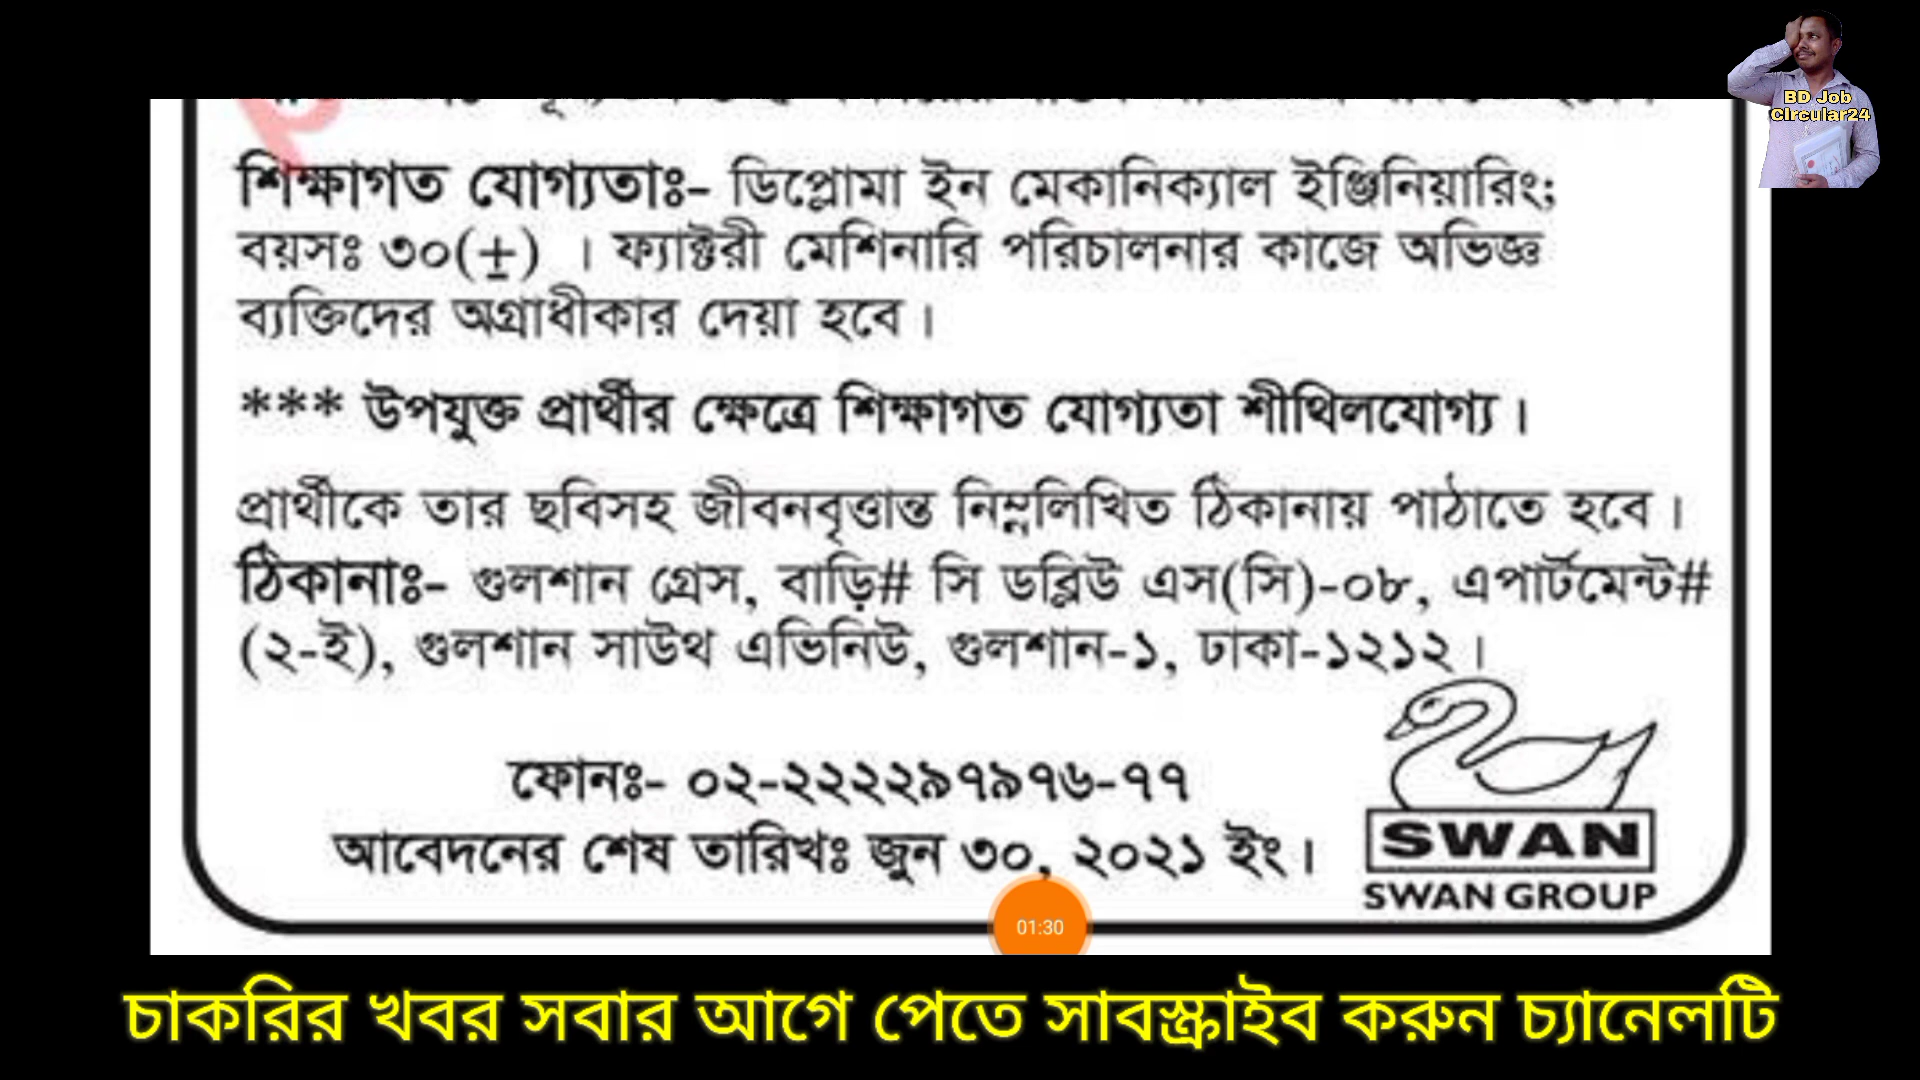 BD Job
Circular24
শিক্ষাগত যোগ্যতাঃ- ডিপ্লোমা ইন মেকানিক্যাল ইঞ্জিনিয়ারিং;
বয়সঃ ৩০(±) । ফ্যাক্টরী মেশিনারি পরিচালনার কাজে অভিজ্ঞ
ব্যক্তিদের অগ্রাধীকার দেয়া হবে।
*** উপযুক্ত প্রার্থীর ক্ষেত্রে শিক্ষাগত যোগ্যতা শীথিলযোগ্য।
প্রার্থীকে তার ছবিসহ জীবনবৃত্তান্ত নিম্নলিখিত ঠিকানায় পাঠাতে হবে।
ঠিকানাঃ- গুলশান গ্রেস, বাড়ি# সি ডব্লিউ এস(সি)-০৮, এপার্টমেন্ট#
(২-ই), গুলশান সাউথ এভিনিউ, গুলশান-১, ঢাকা-১২১২।
ফোনঃ- ০২-২২২২৯৭৯৭৬-৭৭
আবেদনের শেষ তারিখঃ জুন ৩০, ২০২১ ইং।
SWAN
SWAN GROUP
01:30
চাকরির খবর সবার আগে পেতে সাবস্ক্রাইব করুন চ্যানেলটি